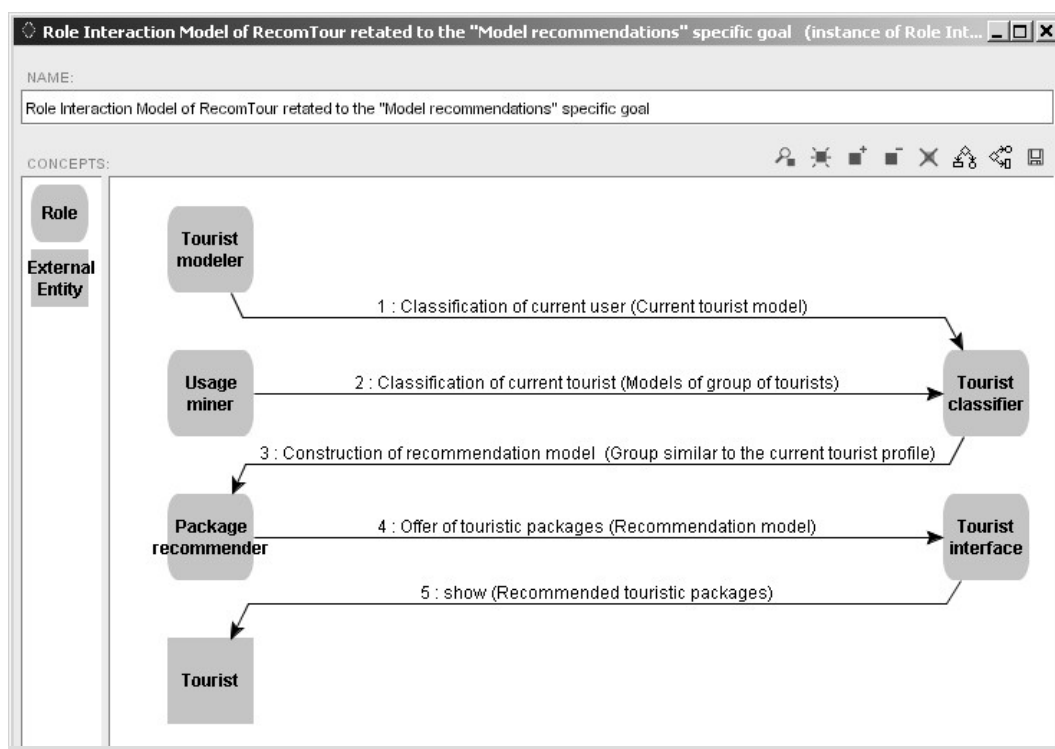 Role Interaction Model of RecomTour retated to the "Model recommendations" specific goal (instance of Role Int...
NAME:
Role Interaction Model of RecomTour retated to the "Model recommendations" specific goal
CONCEPTS:
Role
External
Entity
Tourist
modeler
1 : Classification of current user (Current tourist model)
Usage
miner
2 : Classification of current tourist (Models of group of tourists)
Tourist
classifier
3 : Construction of recommendation model (Group similar to the current tourist profile)
Package
recommender
4 : Offer of touristic packages (Recommendation model)
Tourist
interface
5 : show (Recommended touristic packages)
Tourist